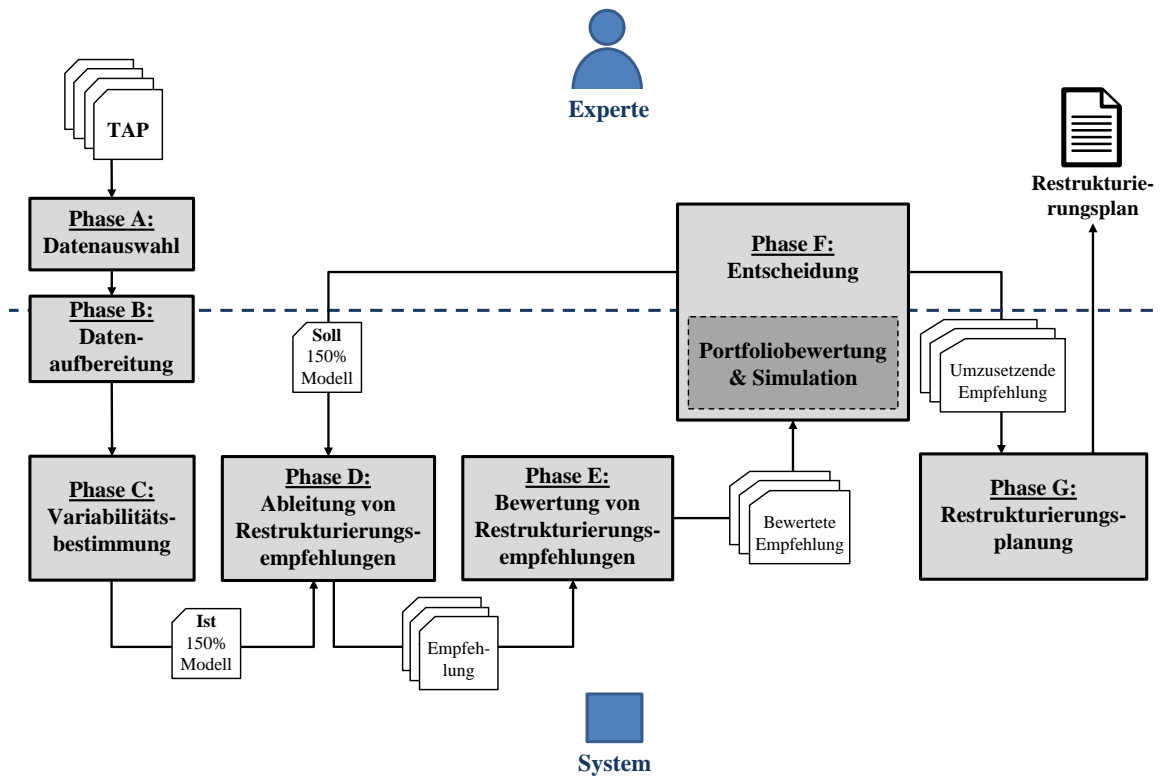 Experte
TAP
Phase A:
Datenauswahl
Phase B:
Daten-
aufbereitung
Phase C:
Variabilitäts-
bestimmung
Ist
150%
Modell
Soll
150%
Modell
Phase D:
Ableitung von
Restrukturierungs-
empfehlungen
Empfeh-
lung
Phase E:
Bewertung von
Restrukturierungs-
empfehlungen
Bewertete
Empfehlung
Phase F:
Entscheidung
Portfoliobewertung
& Simulation
Umzusetzende
Empfehlung
Phase G:
Restrukturierungs-
planung
Restrukturie-
rungsplan
System